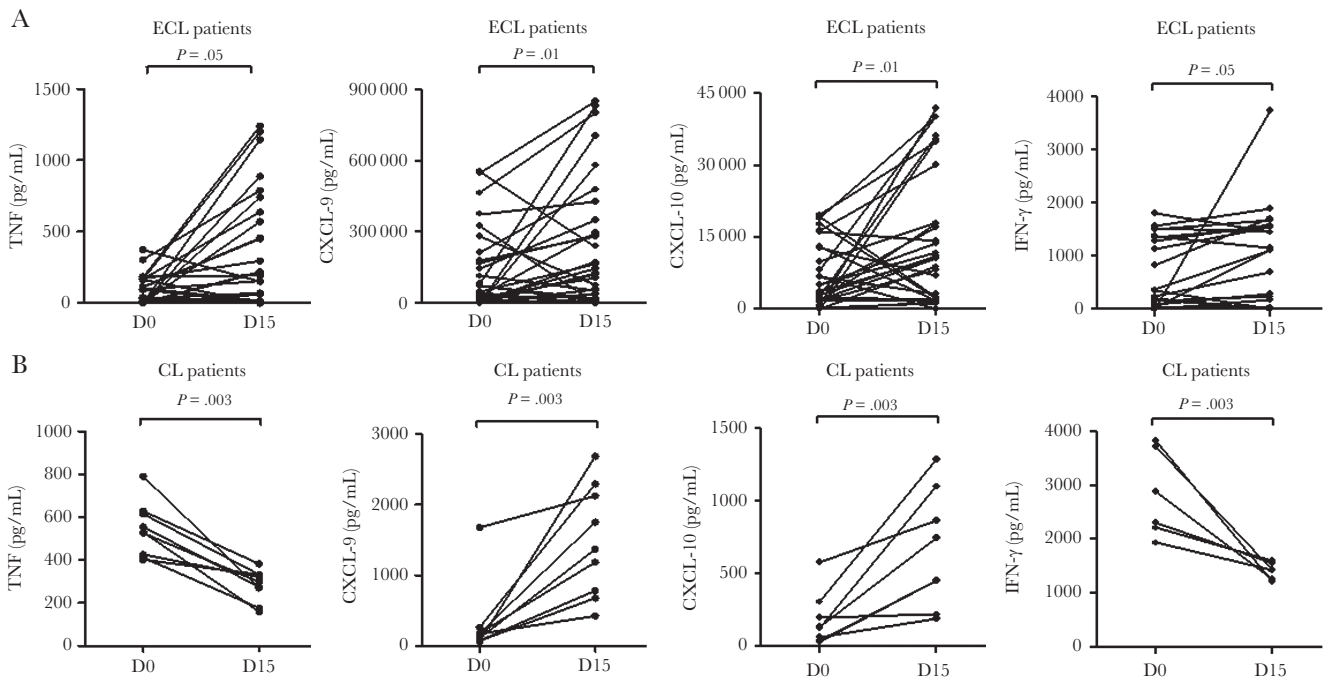 A
ECL patients
P = .05
TNF (pg/mL)
1500
1000
500
0
D0 D15
ECL patients
P = .01
CXCL-9 (pg/mL)
900 000
600 000
300 000
0
D0 D15
ECL patients
P = .01
CXCL-10 (pg/mL)
45 000
30 000
15 000
0
D0 D15
ECL patients
P = .05
IFN-γ (pg/mL)
4000
3000
2000
1000
0
D0 D15
B
CL patients
P = .003
TNF (pg/mL)
1000
800
600
400
200
0
D0 D15
CL patients
P = .003
CXCL-9 (pg/mL)
3000
2000
1000
0
D0 D15
CL patients
P = .003
CXCL-10 (pg/mL)
1500
1000
500
0
D0 D15
CL patients
P = .003
IFN-γ (pg/mL)
4000
3000
2000
1000
0
D0 D15